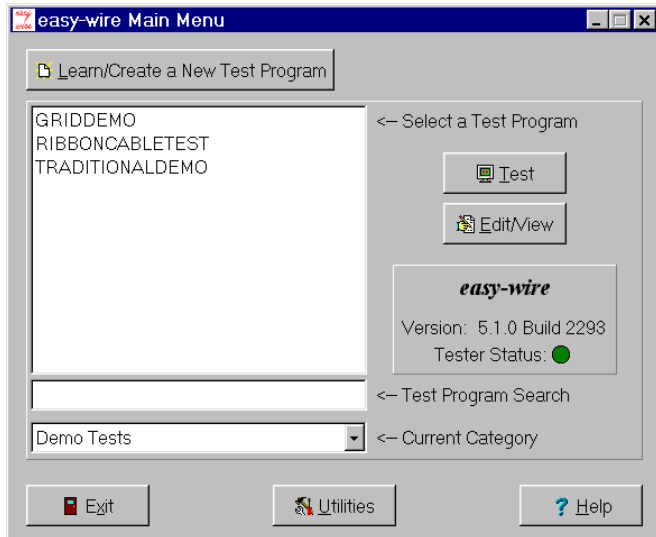 easy wire easy-wire Main Menu
Learn/Create a New Test Program
GRIDDEMO
RIBBONCABLETEST
TRADITIONALDEMO
<– Select a Test Program
Test
Edit/View
easy-wire
Version: 5.1.0 Build 2293
Tester Status:
<– Test Program Search
Demo Tests
<– Current Category
Exit
Utilities
? Help